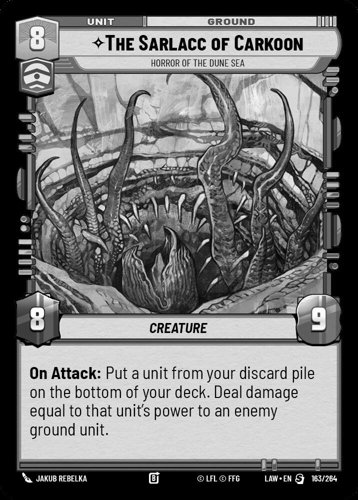 UNIT
GROUND
8
✧THE SARLACC OF CARKOON
HORROR OF THE DUNE SEA
8
9
CREATURE
On Attack: Put a unit from your discard pile
on the bottom of your deck. Deal damage
equal to that unit's power to an enemy
ground unit.
JAKUB REBELKA
© LFL © FFG
LAW • EN
163/264